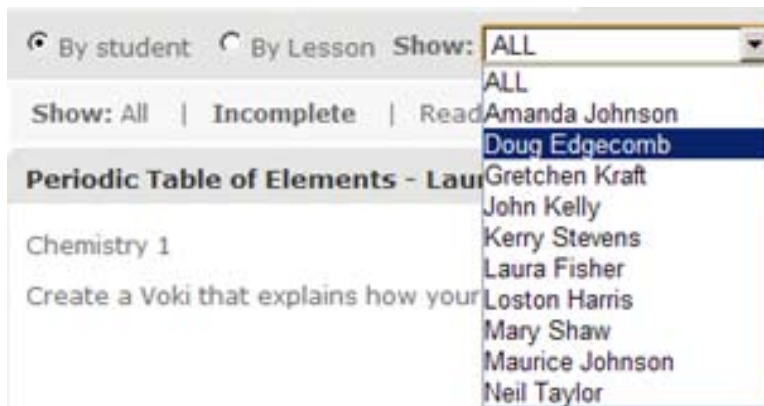 By student By Lesson Show: ALL
ALL
Show: All | Incomplete | Read
Amanda Johnson
Doug Edgecomb
Periodic Table of Elements - Lau
Gretchen Kraft
John Kelly
Chemistry 1
Kerry Stevens
Laura Fisher
Create a Voki that explains how your
Loston Harris
Mary Shaw
Maurice Johnson
Neil Taylor